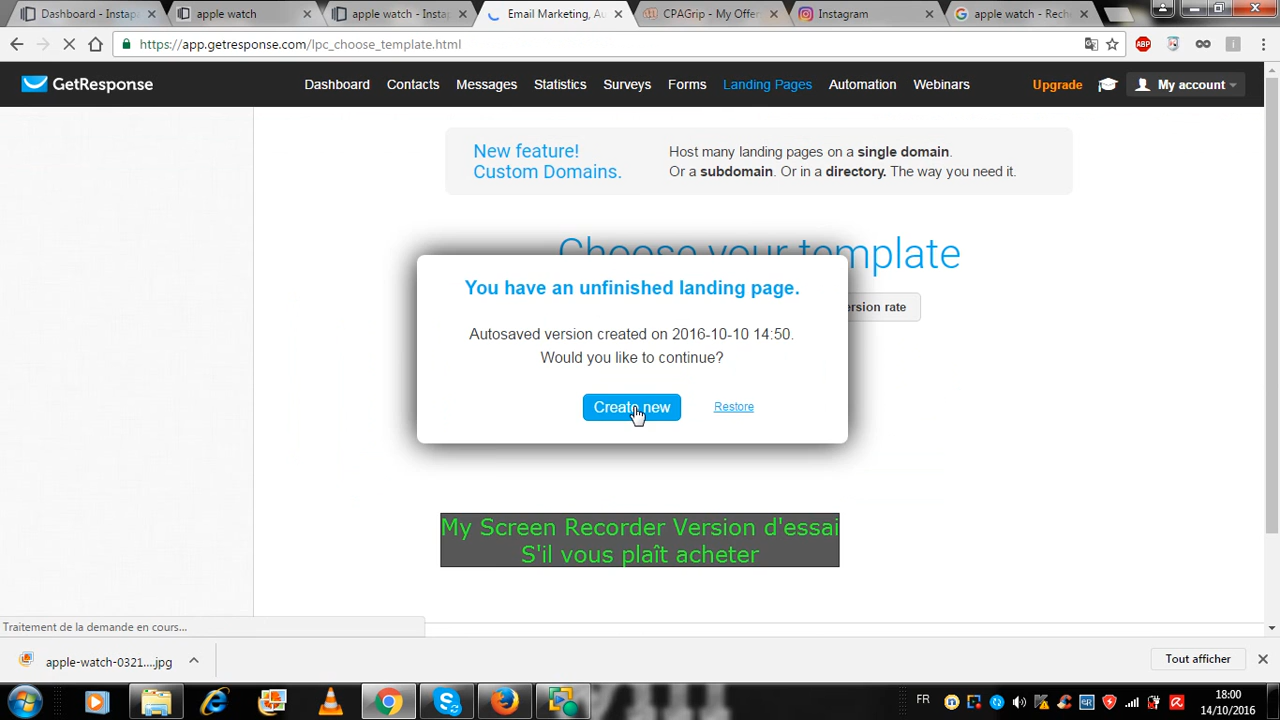 Dashboard - Instap
apple watch
apple watch - Instap
Email Marketing, Au
CPAGrip - My Offer
Instagram
apple watch - Rech
https://app.getresponse.com/lpc_choose_template.html
ABP
GetResponse
Dashboard
Contacts
Messages
Statistics
Surveys
Forms
Landing Pages
Automation
Webinars
Upgrade
My account
New feature!
Custom Domains.
Host many landing pages on a single domain.
Or a subdomain. Or in a directory. The way you need it.
Choose your template
ersion rate
You have an unfinished landing page.
Autosaved version created on 2016-10-10 14:50.
Would you like to continue?
Create new
Restore
My Screen Recorder Version d'essai
S'il vous plaît acheter
Traitement de la demande en cours...
apple-watch-0321....jpg
Tout afficher
FR
18:00
14/10/2016